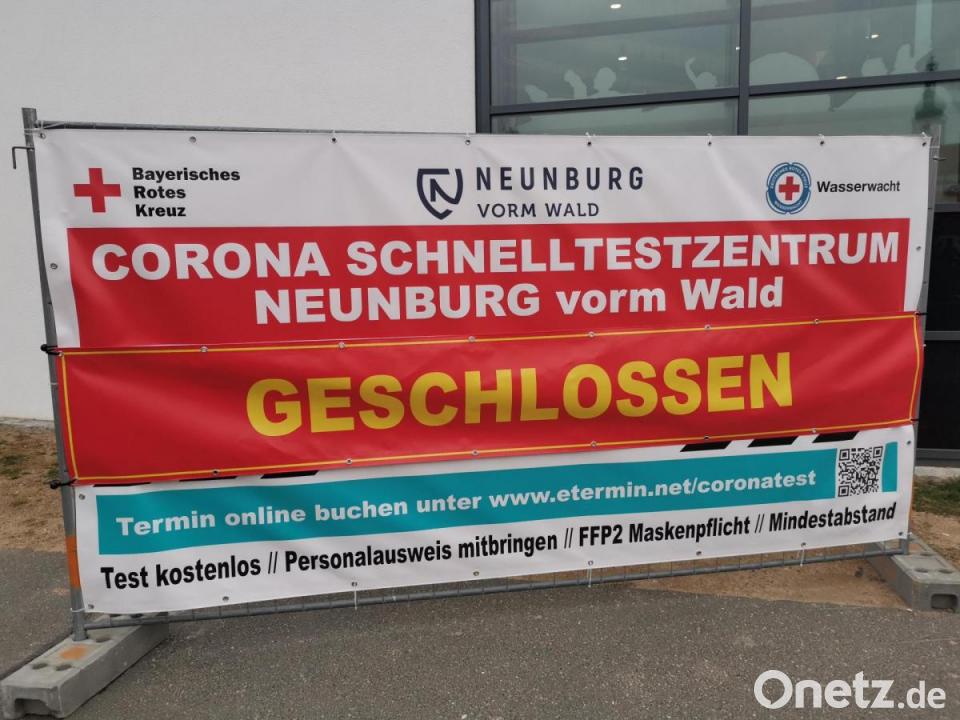 Bayerisches
Rotes
Kreuz
NEUNBURG
VORM WALD
Wasserwacht
CORONA SCHNELLTESTZENTRUM
NEUNBURG vorm Wald
GESCHLOSSEN
Termin online buchen unter www.etermin.net/coronatest
Test kostenlos // Personalausweis mitbringen // FFP2 Maskenpflicht // Mindestabstand
Onetz.de